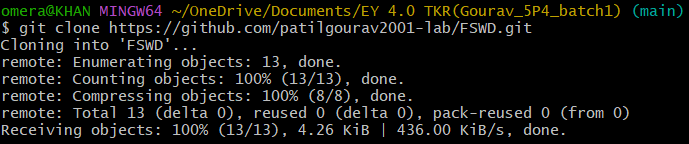 omera@KHAN MINGW64 ~/OneDrive/Documents/EY 4.0 TKR(Gourav_5P4_batch1) (main)
$ git clone https://github.com/patilgourav2001-lab/FSWD.git
Cloning into 'FSWD'...
remote: Enumerating objects: 13, done.
remote: Counting objects: 100% (13/13), done.
remote: Compressing objects: 100% (8/8), done.
remote: Total 13 (delta 0), reused 0 (delta 0), pack-reused 0 (from 0)
Receiving objects: 100% (13/13), 4.26 KiB | 436.00 KiB/s, done.